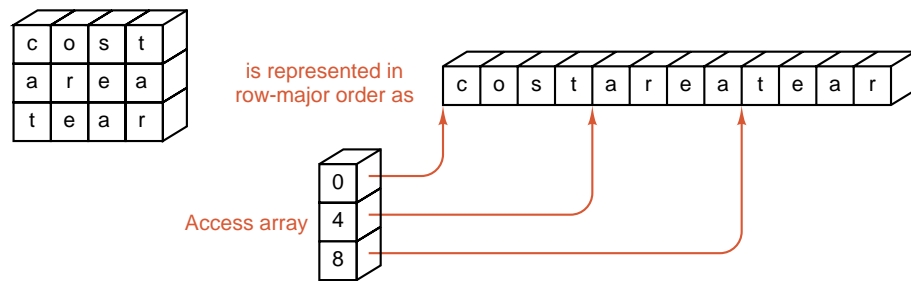 c o s t
a r e a
t e a r
is represented in
row-major order as
c o s t a r e a t e a r
Access array
0
4
8